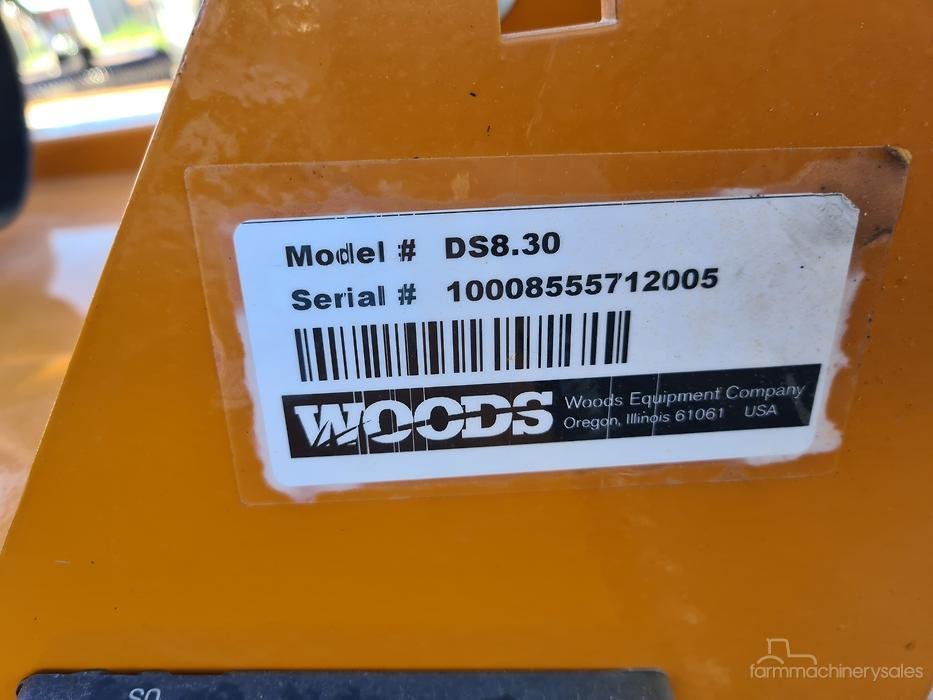 Model # DS8.30
Serial # 10008555712005
WOODS
Woods Equipment Company
Oregon, Illinois 61061 USA
farmmachinerysales